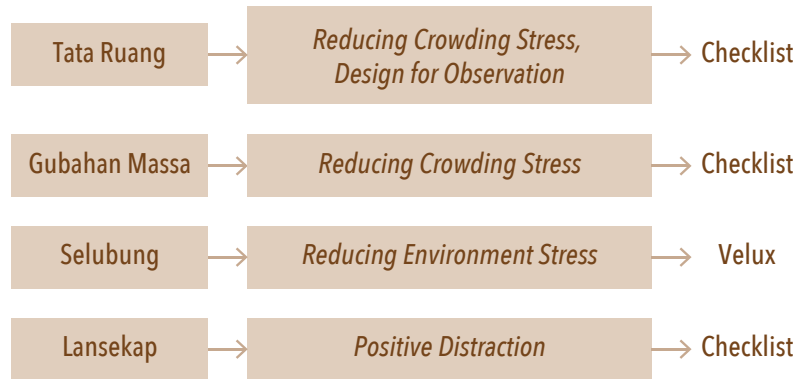 Tata Ruang
Reducing Crowding Stress,
Design for Observation
Checklist
Gubahan Massa
Reducing Crowding Stress
Checklist
Selubung
Reducing Environment Stress
Velux
Lansekap
Positive Distraction
Checklist